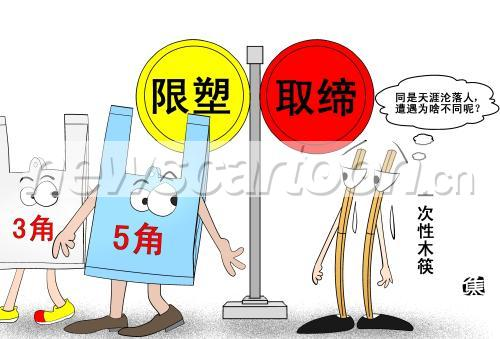 限塑
取缔
同是天涯沦落人,
遭遇为啥不同呢?
newscartoon.cn
3角
5角
一次性木筷
集